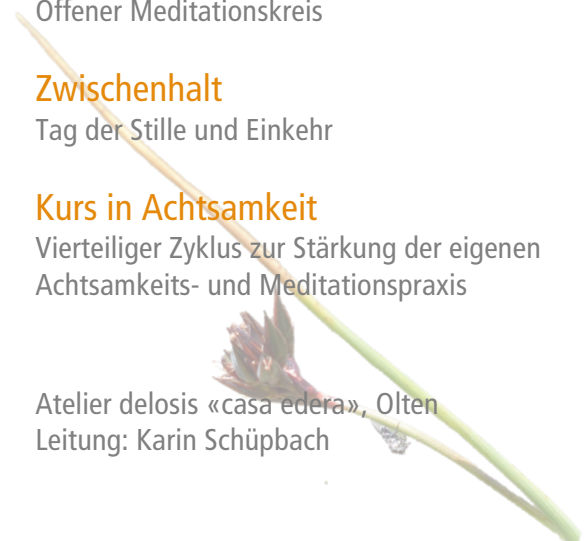 Offener Meditationskreis
Zwischenhalt
Tag der Stille und Einkehr
Kurs in Achtsamkeit
Vierteiliger Zyklus zur Stärkung der eigenen
Achtsamkeits- und Meditationspraxis
Atelier delosis «casa edera», Olten
Leitung: Karin Schüpbach